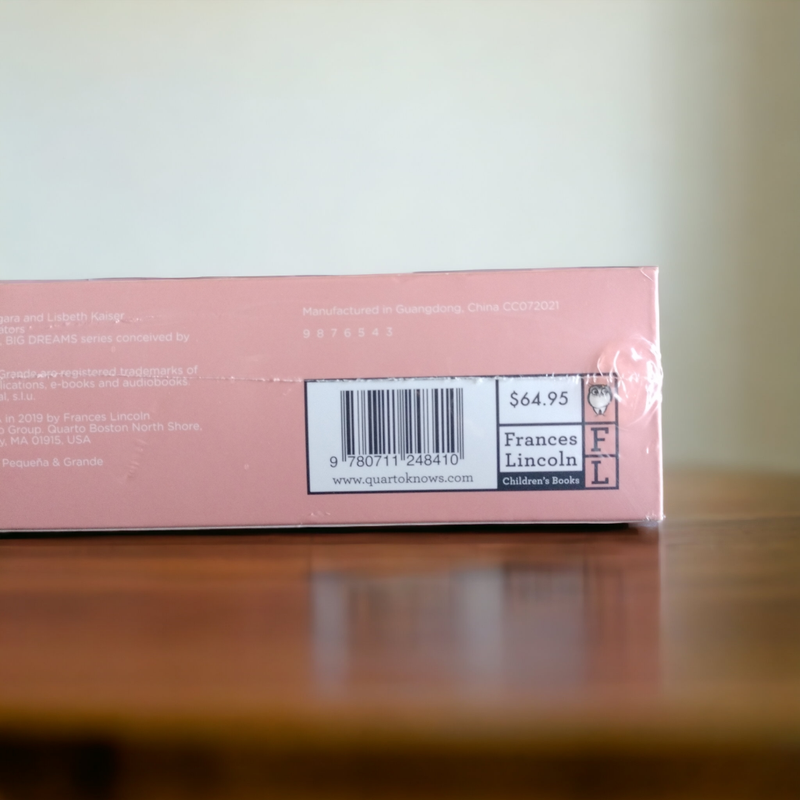 gara and Lisbeth Kaiser
BIG DREAMS series conceived by
Grande are registered trademarks of
lications, e-books and audiobooks.
al, s.l.u.
s in 2019 by Frances Lincoln
Group. Quarto Boston North Shore,
y, MA 01915, USA
Pequeña & Grande
Manufactured in Guangdong, China CC072021
9 8 7 6 5 4 3
9 780711 248410
www.quartoknows.com
$64.95
Frances
Lincoln
Children's Books
F
L